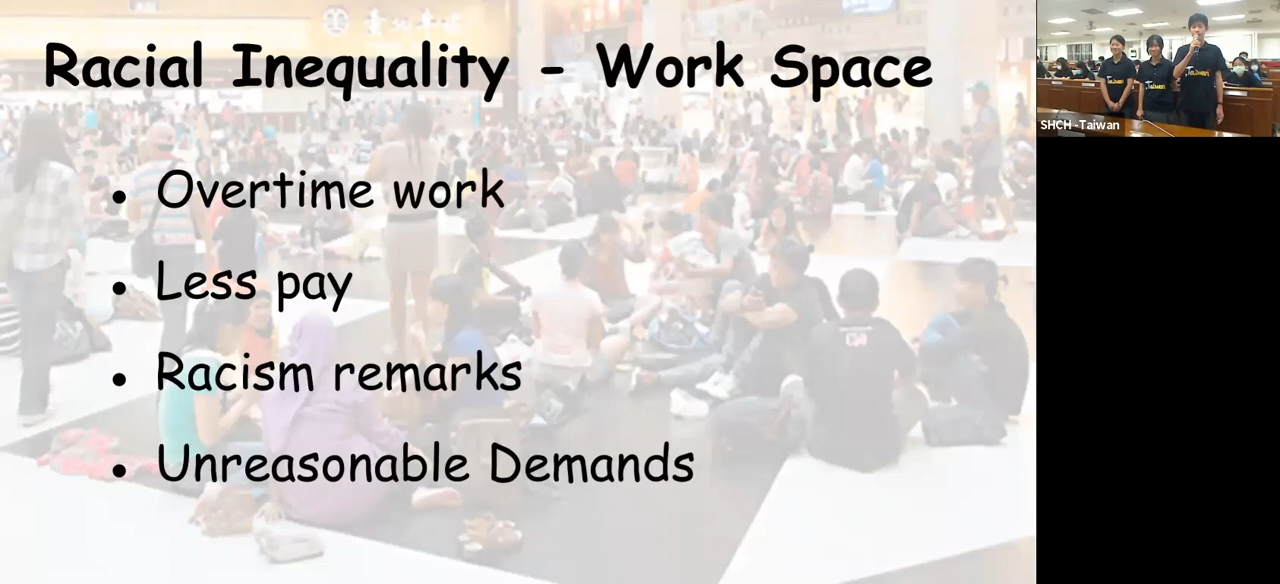 Racial Inequality - Work Space
• Overtime work
• Less pay
• Racism remarks
• Unreasonable Demands
SHCH -Taiwan